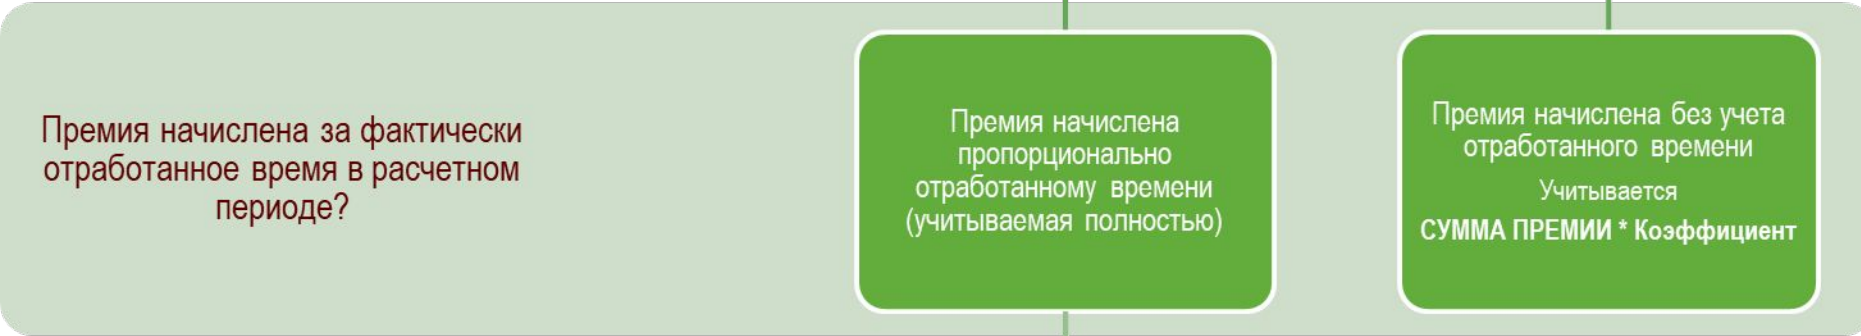 Премия начислена за фактически
отработанное время в расчетном
периоде?
Премия начислена
пропорционально
отработанному времени
(учитываемая полностью)
Премия начислена без учета
отработанного времени
Учитывается
СУММА ПРЕМИИ * Коэффициент